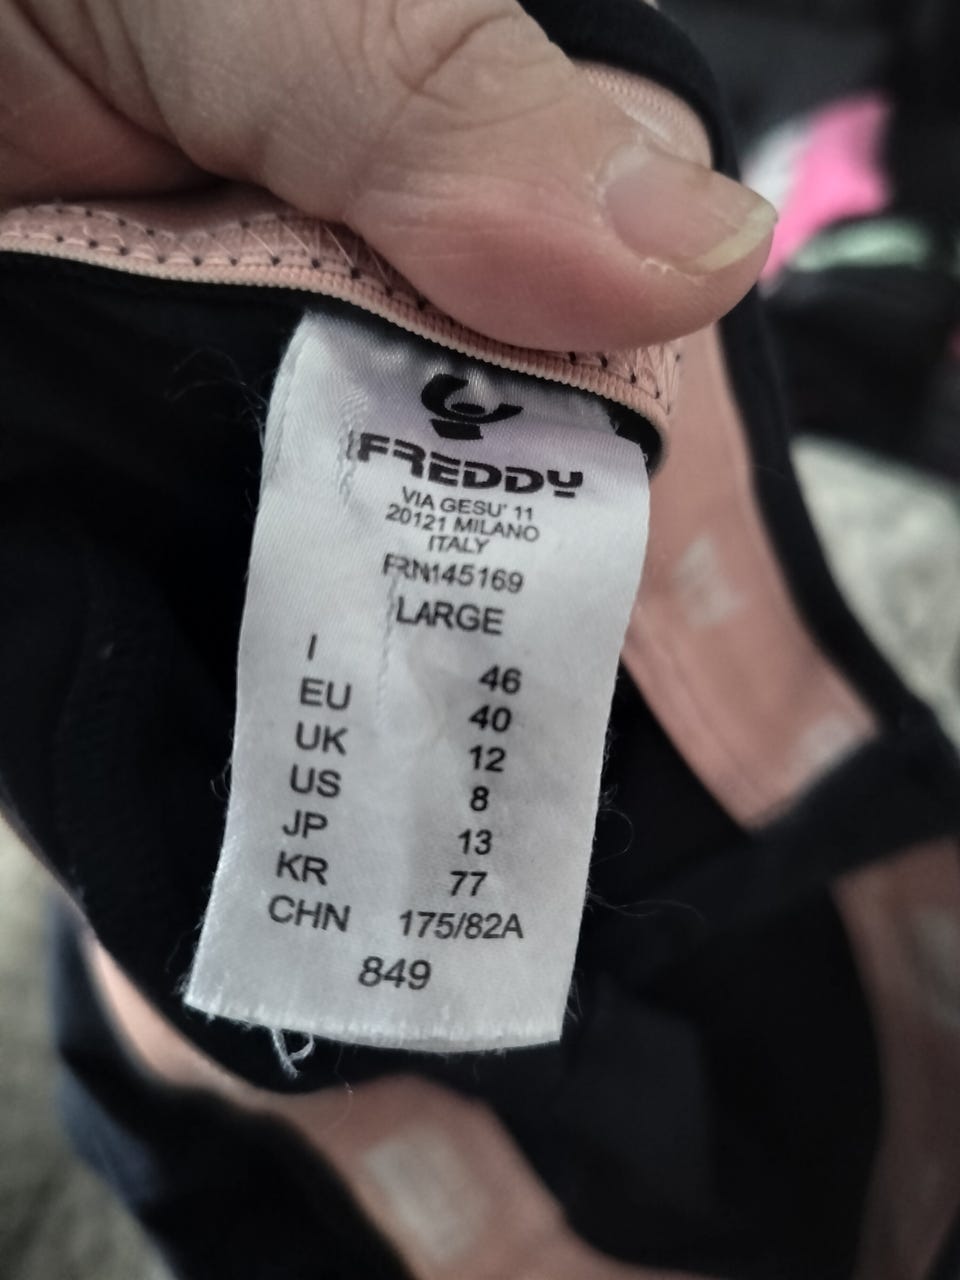 FREDDY
VIA GESU' 11
20121 MILANO
ITALY
FRN145169
LARGE
I 46
EU 40
UK 12
US 8
JP 13
KR 77
CHN 175/82A
849